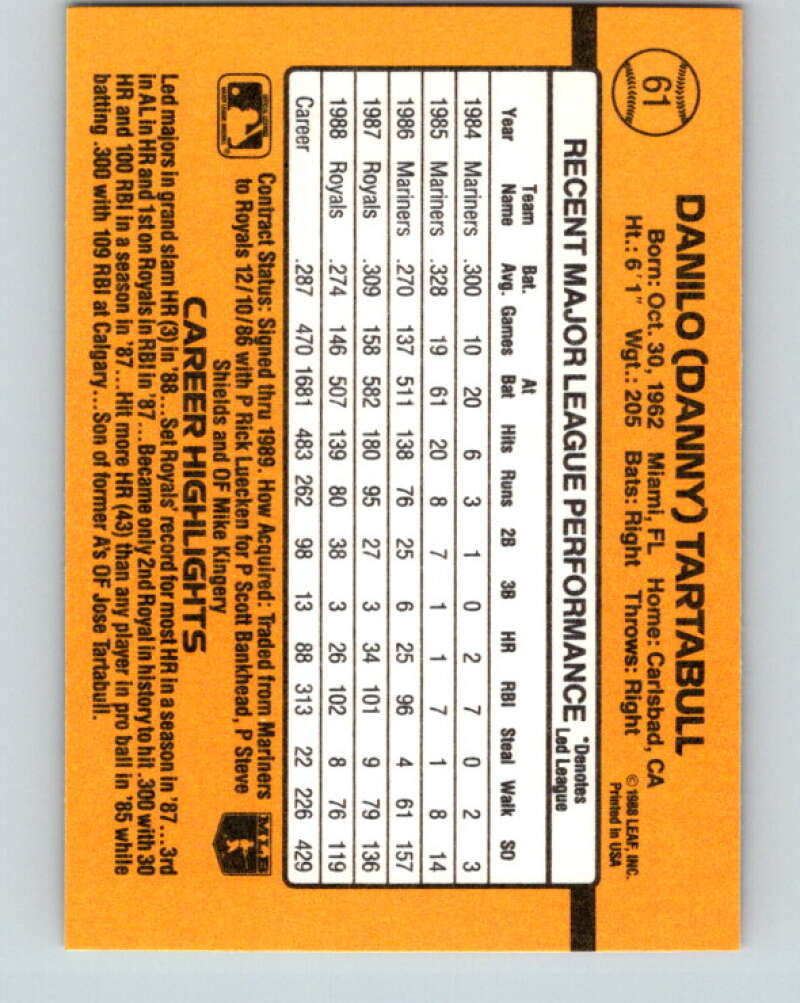 61
DANILO (DANNY) TARTABULL
Born: Oct. 30, 1962 Miami, FL Home: Carlsbad, CA
Ht.: 6'1" Wgt.: 205 Bats: Right Throws: Right
© 1988 LEAF, INC.
Printed in USA
RECENT MAJOR LEAGUE PERFORMANCE *Denotes Led League
Year Team Name Bat. Avg. Games At Bat Hits Runs 2B 3B HR RBI Steal Walk SO
1984 Mariners .300 10 20 6 3 1 0 2 7 0 2 3
1985 Mariners .328 19 61 20 8 7 1 1 7 1 8 14
1986 Mariners .270 137 511 138 76 25 6 25 96 4 61 157
1987 Royals .309 158 582 180 95 27 3 34 101 9 79 136
1988 Royals .274 146 507 139 80 38 3 26 102 8 76 119
Career .287 470 1681 483 262 98 13 88 313 22 226 429
Contract Status: Signed thru 1989. How Acquired: Traded from Mariners
to Royals 12/10/86 with P Rick Luecken for P Scott Bankhead, P Steve
Shields and OF Mike Kingery
MLB
CAREER HIGHLIGHTS
Led majors in grand slam HR (3) in '88...Set Royals' record for most HR in a season in '87...3rd
in AL in HR and 1st on Royals in RBI in '87...Became only 2nd Royal in history to hit .300 with 30
HR and 100 RBI in a season in '87...Hit more HR (43) than any player in pro ball in '85 while
batting .300 with 109 RBI at Calgary...Son of former A's OF Jose Tartabull.